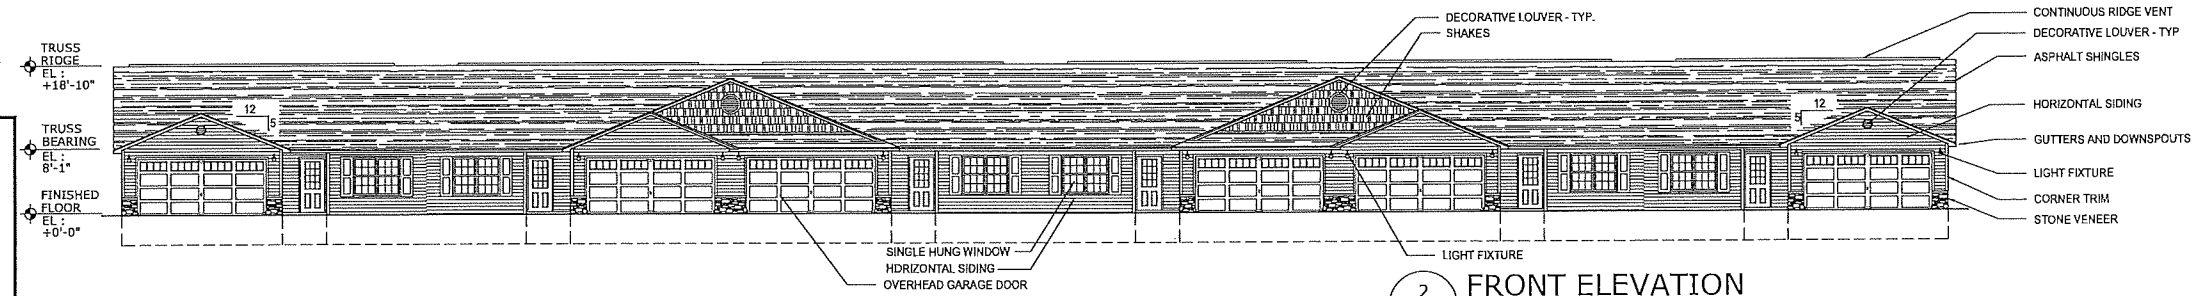 TRUSS
RIDGE
EL :
+18'-10"
TRUSS
BEARING
EL :
8'-1"
FINISHED
FLOOR
EL :
+0'-0"
12
5
DECORATIVE LOUVER - TYP.
SHAKES
12
5
CONTINUOUS RIDGE VENT
DECORATIVE LOUVER - TYP
ASPHALT SHINGLES
HORIZONTAL SIDING
GUTTERS AND DOWNSPOUTS
LIGHT FIXTURE
CORNER TRIM
STONE VENEER
SINGLE HUNG WINDOW
HORIZONTAL SIDING
OVERHEAD GARAGE DOOR
LIGHT FIXTURE
2 FRONT ELEVATION